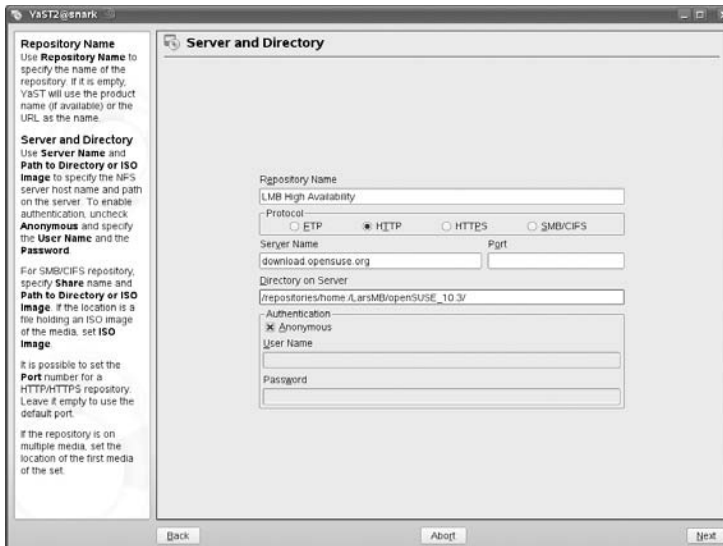 YaST2@snark
Repository Name
Use Repository Name to
specify the name of the
repository. If it is empty,
YaST will use the product
name (if available) or the
URL as the name.
Server and Directory
Use Server Name and
Path to Directory or ISO
Image to specify the NFS
server host name and path
on the server. To enable
authentication, uncheck
Anonymous and specify
the User Name and the
Password.
For SMB/CIFS repository,
specify Share name and
Path to Directory or ISO
Image. If the location is a
file holding an ISO image
of the media, set ISO
Image.
It is possible to set the
Port number for a
HTTP/HTTPS repository.
Leave it empty to use the
default port.
If the repository is on
multiple media, set the
location of the first media
of the set.
Server and Directory
Repository Name
LMB High Availability
Protocol
FTP HTTP HTTPS SMB/CIFS
Server Name Port
download.opensuse.org
Directory on Server
/repositories/home:/LarsMB/openSUSE_10.3/
Authentication
Anonymous
User Name
Password
Back Abort Next